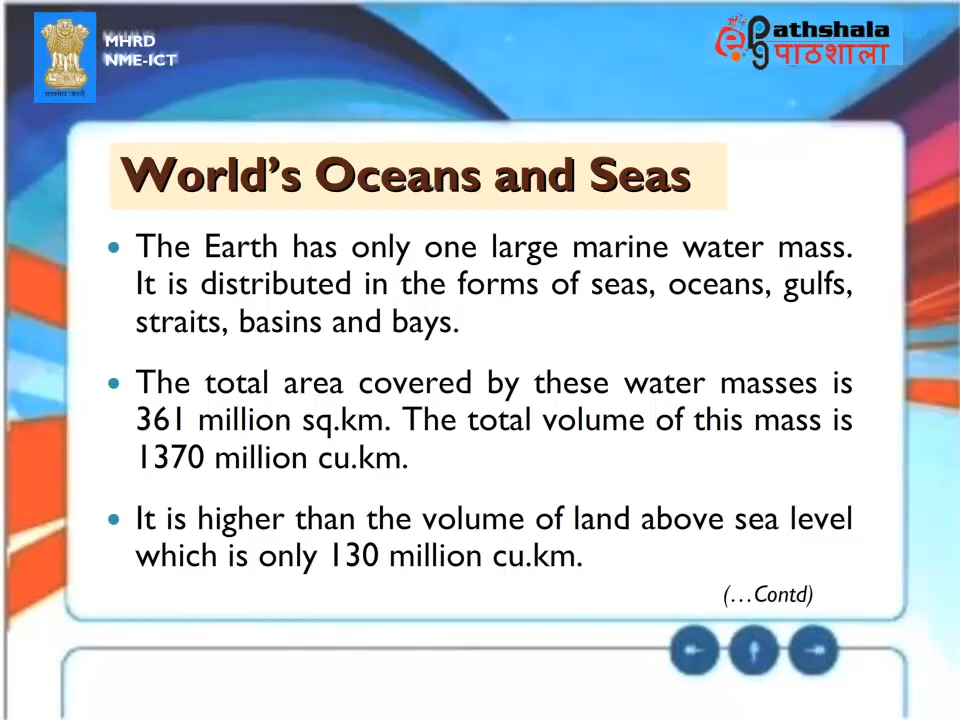 MHRD
NME-ICT
ePathshala
पाठशाला
World's Oceans and Seas
• The Earth has only one large marine water mass.
It is distributed in the forms of seas, oceans, gulfs,
straits, basins and bays.
• The total area covered by these water masses is
361 million sq.km. The total volume of this mass is
1370 million cu.km.
• It is higher than the volume of land above sea level
which is only 130 million cu.km.
(…Contd)